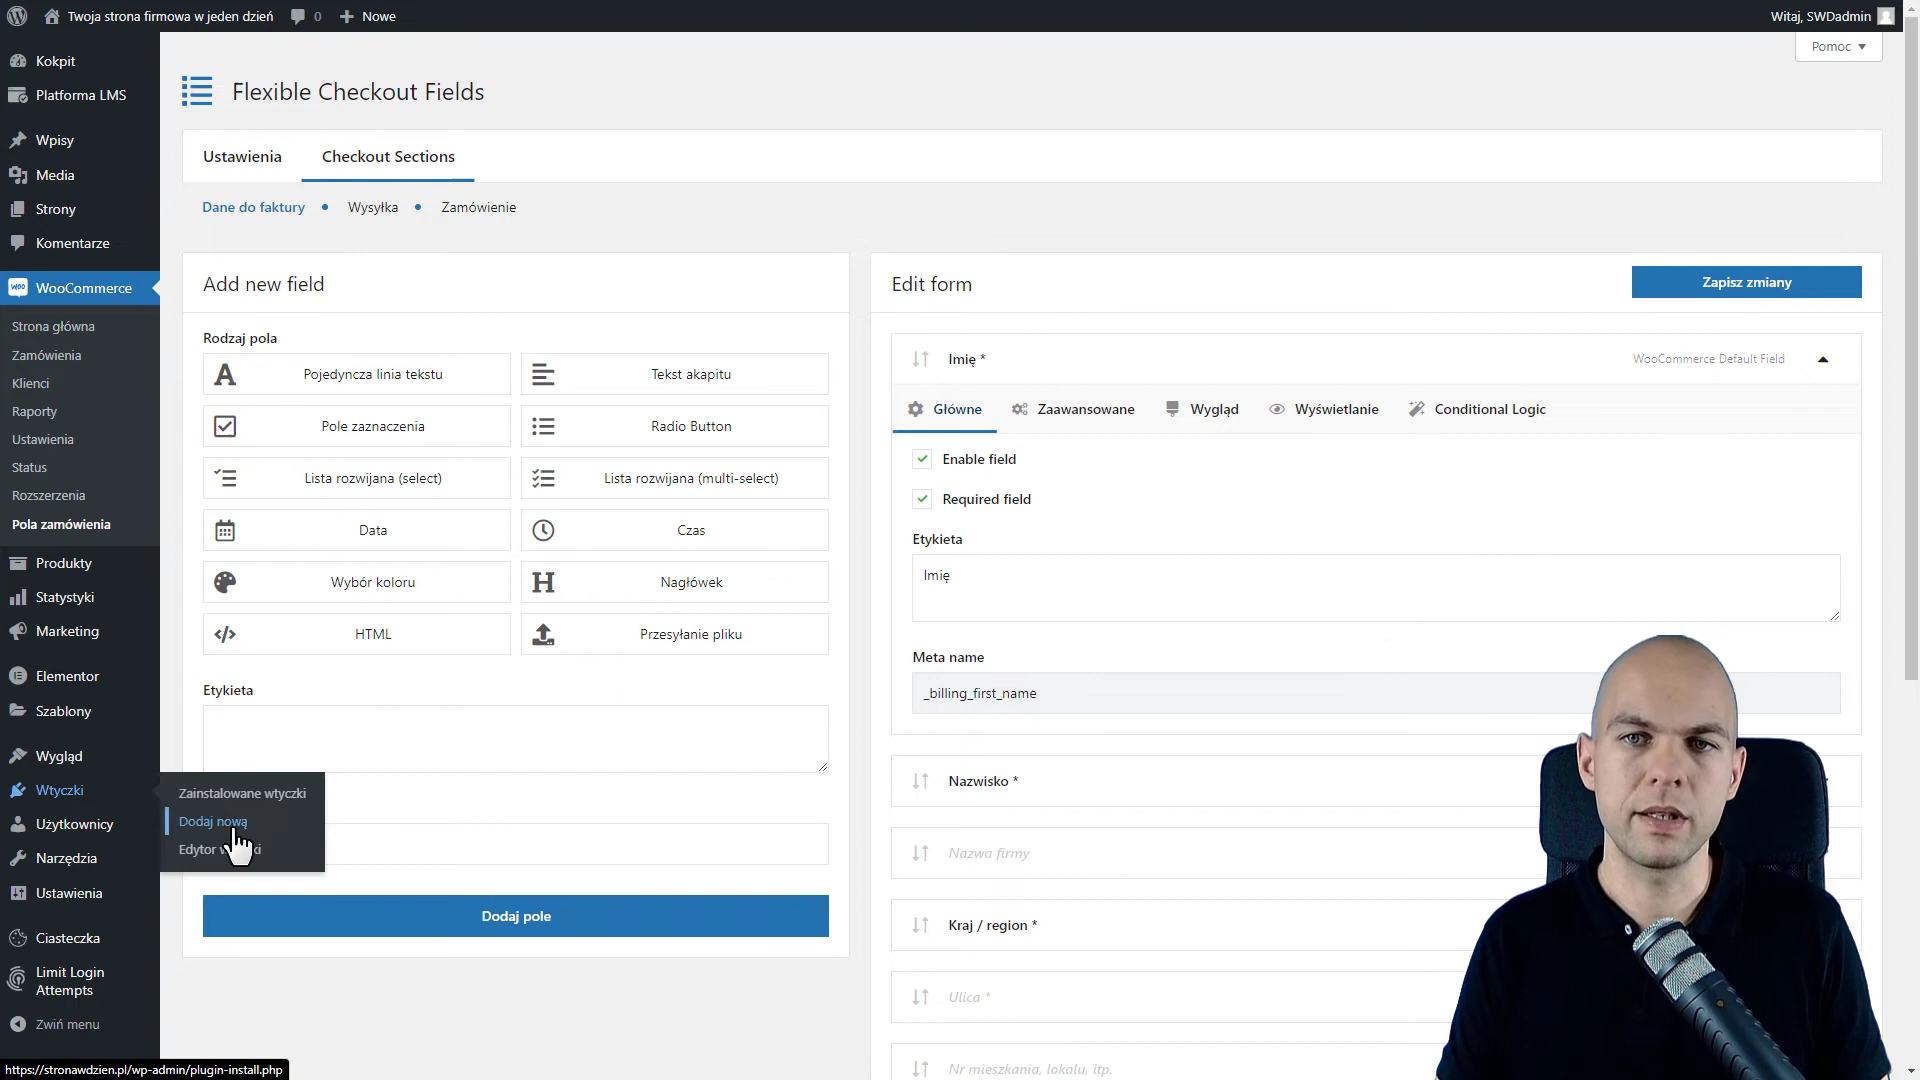 Twoja strona firmowa w jeden dzień
0
Nowe
Witaj, SWDadmin
Pomoc
Kokpit
Platforma LMS
Wpisy
Media
Strony
Komentarze
WooCommerce
Strona główna
Zamówienia
Klienci
Raporty
Ustawienia
Status
Rozszerzenia
Pola zamówienia
Produkty
Statystyki
Marketing
Elementor
Szablony
Wygląd
Wtyczki
Użytkownicy
Narzędzia
Ustawienia
Ciasteczka
Limit Login
Attempts
Zwiń menu
Zainstalowane wtyczki
Dodaj nową
Edytor
https://stronawdzien.pl/wp-admin/plugin-install.php
Flexible Checkout Fields
Ustawienia
Checkout Sections
Dane do faktury
Wysyłka
Zamówienie
Add new field
Rodzaj pola
Pojedyncza linia tekstu
Tekst akapitu
Pole zaznaczenia
Radio Button
Lista rozwijana (select)
Lista rozwijana (multi-select)
Data
Czas
Wybór koloru
Nagłówek
HTML
Przesyłanie pliku
Etykieta
Dodaj pole
Edit form
Zapisz zmiany
Imię *
WooCommerce Default Field
Główne
Zaawansowane
Wygląd
Wyświetlanie
Conditional Logic
Enable field
Required field
Etykieta
Imię
Meta name
_billing_first_name
Nazwisko *
Nazwa firmy
Kraj / region *
Ulica *
Nr mieszkania, lokalu, itp.